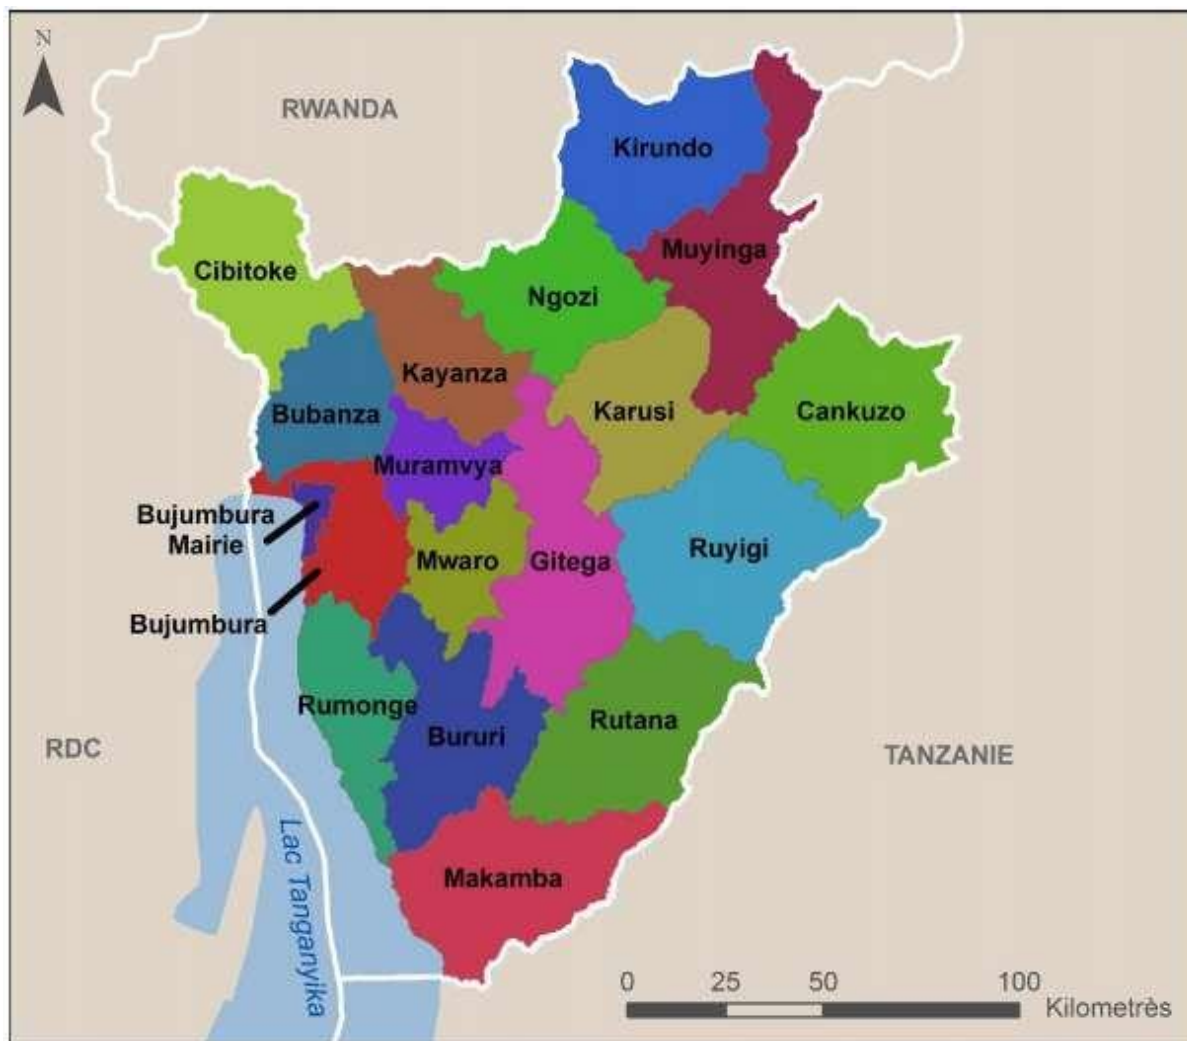 N
RWANDA
Kirundo
Muyinga
Cibitoke
Ngozi
Kayanza
Karusi
Cankuzo
Bubanza
Muramvya
Bujumbura
Mairie
Mwaro
Gitega
Ruyigi
Bujumbura
Rumonge
Bururi
Rutana
RDC
TANZANIE
Lac Tanganyika
Makamba
0 25 50 100
Kilometrès